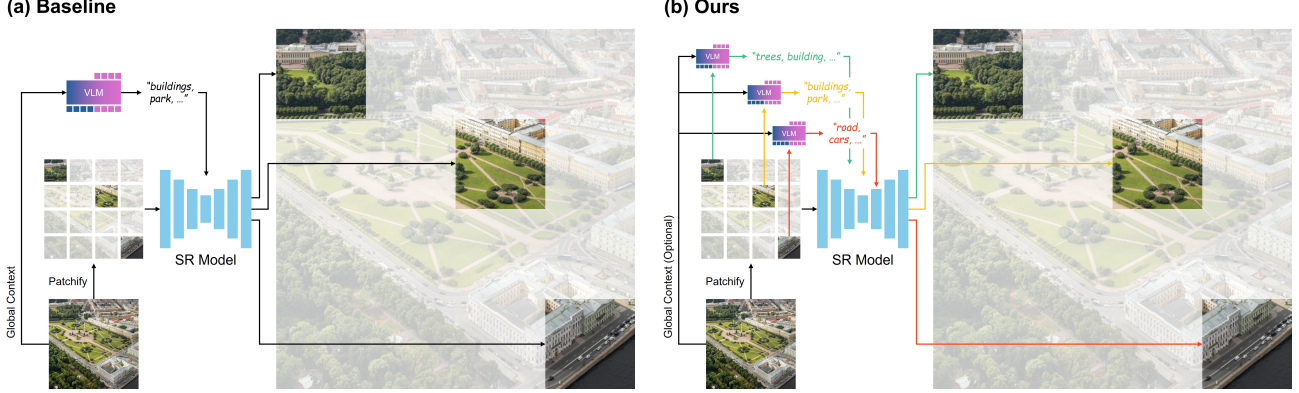 (a) Baseline
VLM
"buildings,
park, ..."
SR Model
Patchify
Global Context
(b) Ours
VLM
"trees, building, ..."
VLM
"buildings,
park, ..."
VLM
"road,
cars, ..."
SR Model
Patchify
Global Context (Optional)